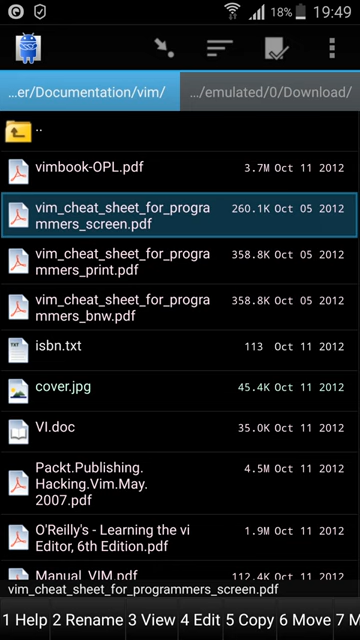 18% 19:49
...er/Documentation/vim/ .../emulated/0/Download/
..
vimbook-OPL.pdf 3.7M Oct 11 2012
vim_cheat_sheet_for_progra
mmers_screen.pdf 260.1K Oct 05 2012
vim_cheat_sheet_for_progra
mmers_print.pdf 358.8K Oct 05 2012
vim_cheat_sheet_for_progra
mmers_bnw.pdf 358.8K Oct 05 2012
TXT isbn.txt 113 Oct 11 2012
cover.jpg 45.4K Oct 11 2012
VI.doc 35.0K Oct 11 2012
Packt.Publishing.
Hacking.Vim.May.
2007.pdf 4.5M Oct 11 2012
O'Reilly's - Learning the vi
Editor, 6th Edition.pdf 1.9M Oct 11 2012
Manual_VIM.pdf 112.4K Oct 11 2012
vim_cheat_sheet_for_programmers_screen.pdf
1 Help 2 Rename 3 View 4 Edit 5 Copy 6 Move 7 M